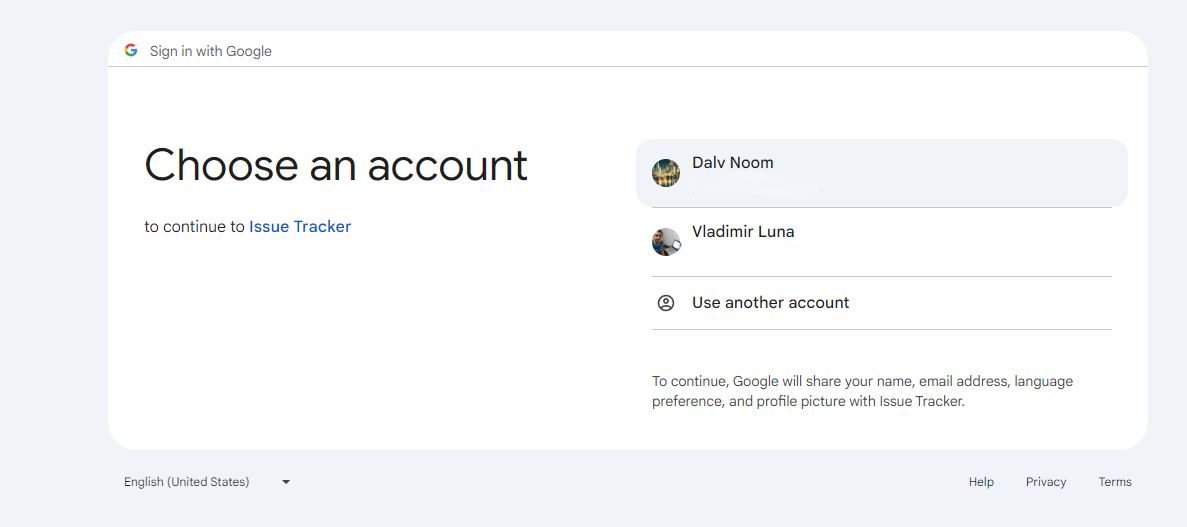 Sign in with Google
Choose an account
to continue to Issue Tracker
Dalv Noom
Vladimir Luna
Use another account
To continue, Google will share your name, email address, language
preference, and profile picture with Issue Tracker.
English (United States)
Help
Privacy
Terms